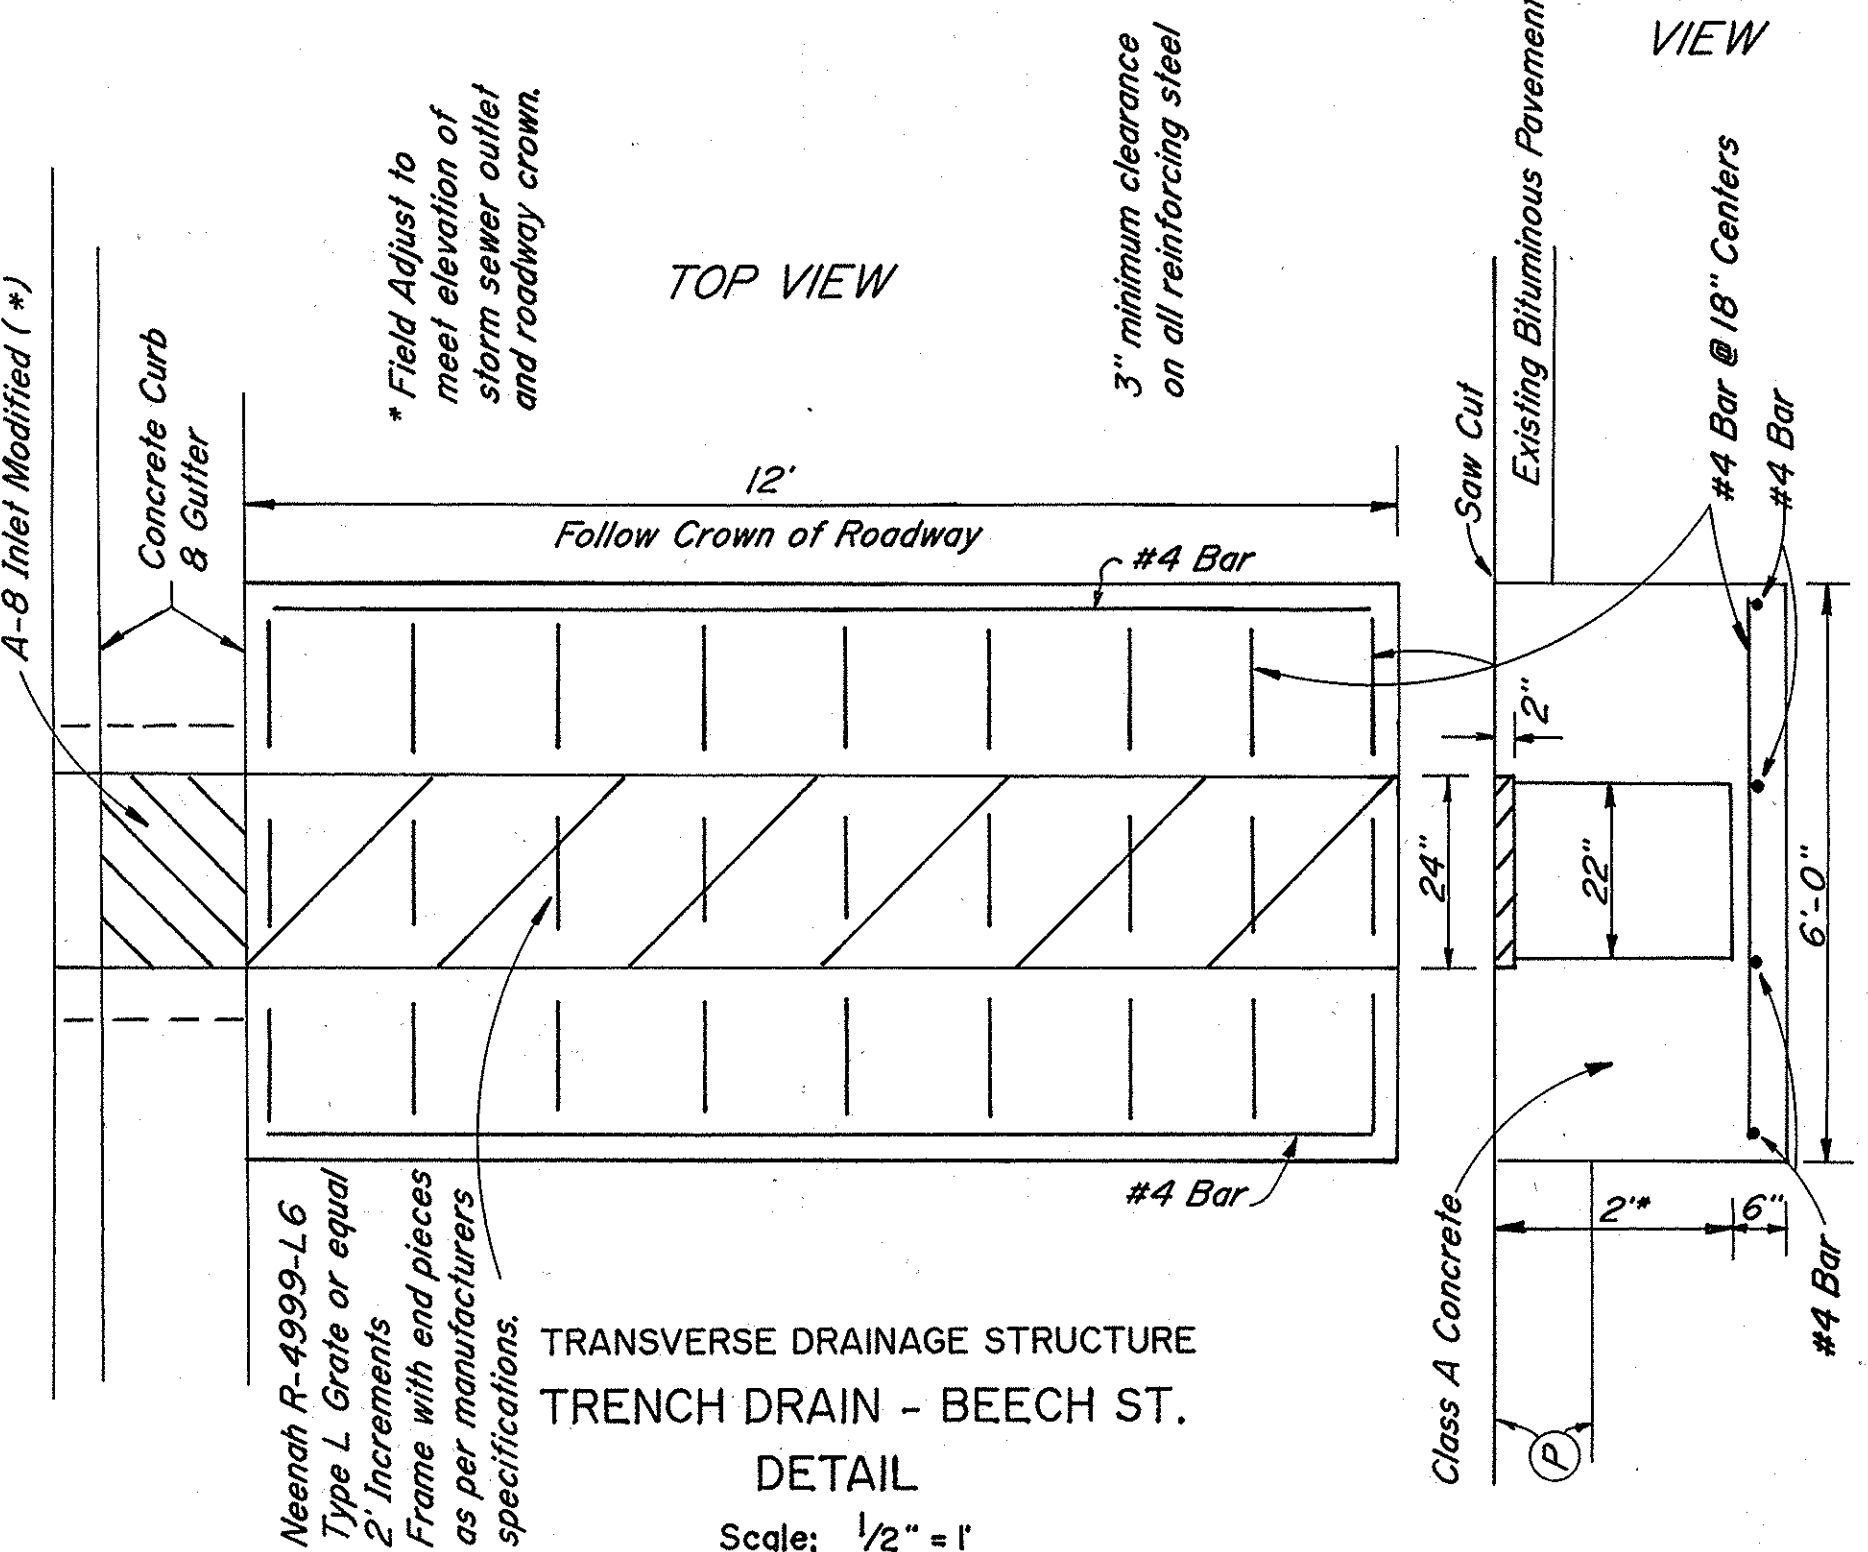 A-8 Inlet Modified (*)
Concrete Curb
& Gutter
* Field Adjust to
meet elevation of
storm sewer outlet
and roadway crown.
TOP VIEW
3" minimum clearance
on all reinforcing steel
VIEW
12'
Follow Crown of Roadway
#4 Bar
Saw Cut
Existing Bituminous Pavement
#4 Bar @ 18" Centers
#4 Bar
2"
24"
22"
6'-0"
#4 Bar
2'*
6"
#4 Bar
Class A Concrete
P
Neenah R-4999-L6
Type L Grate or equal
2' Increments
Frame with end pieces
as per manufacturers
specifications.
TRANSVERSE DRAINAGE STRUCTURE
TRENCH DRAIN - BEECH ST.
DETAIL
Scale: 1/2" = 1'